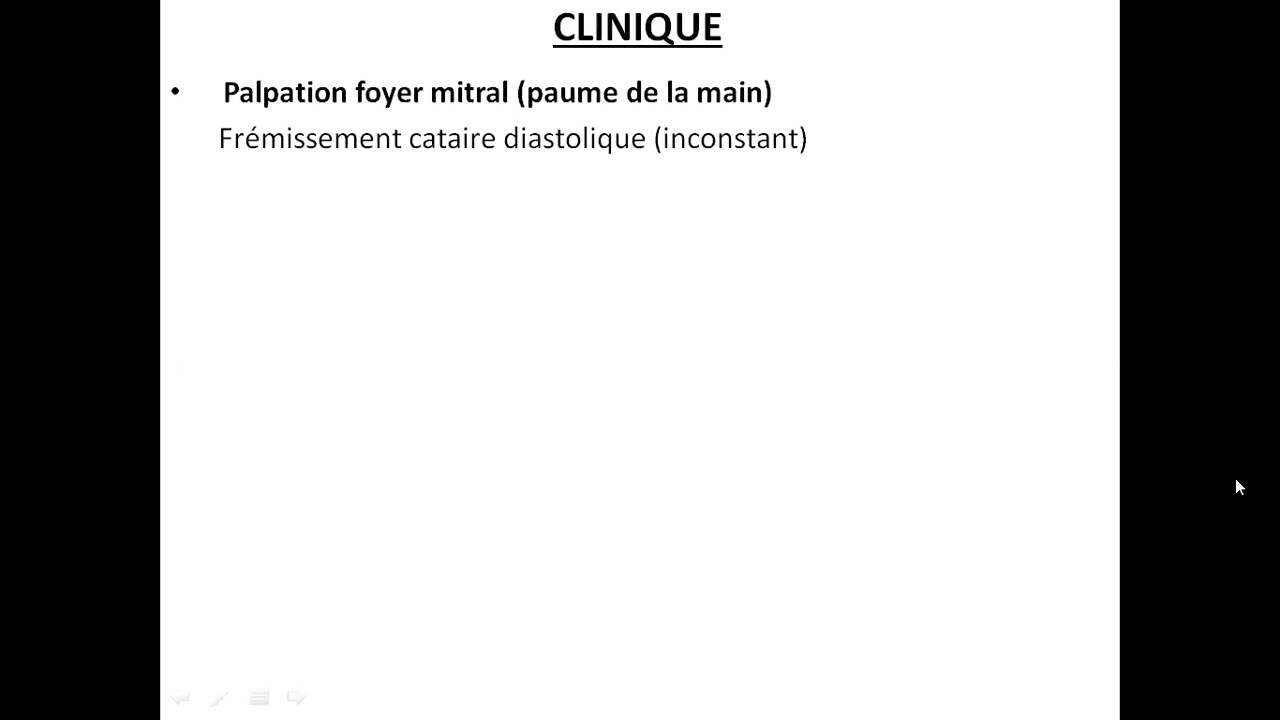 CLINIQUE
• Palpation foyer mitral (paume de la main)
Frémissement cataire diastolique (inconstant)